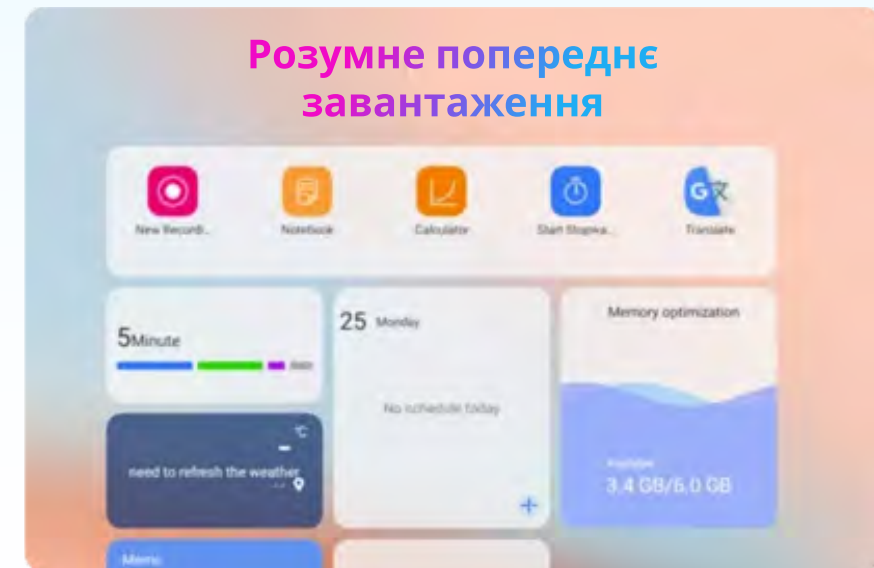 Розумне попереднє
завантаження
New Recordi...
Notebook
Calculator
Start Stopwa...
Translate
5Minute
25 Monday
Memory optimization
No schedule today
°C
need to refresh the weather
Available
3.4 GB/6.0 GB
Memo